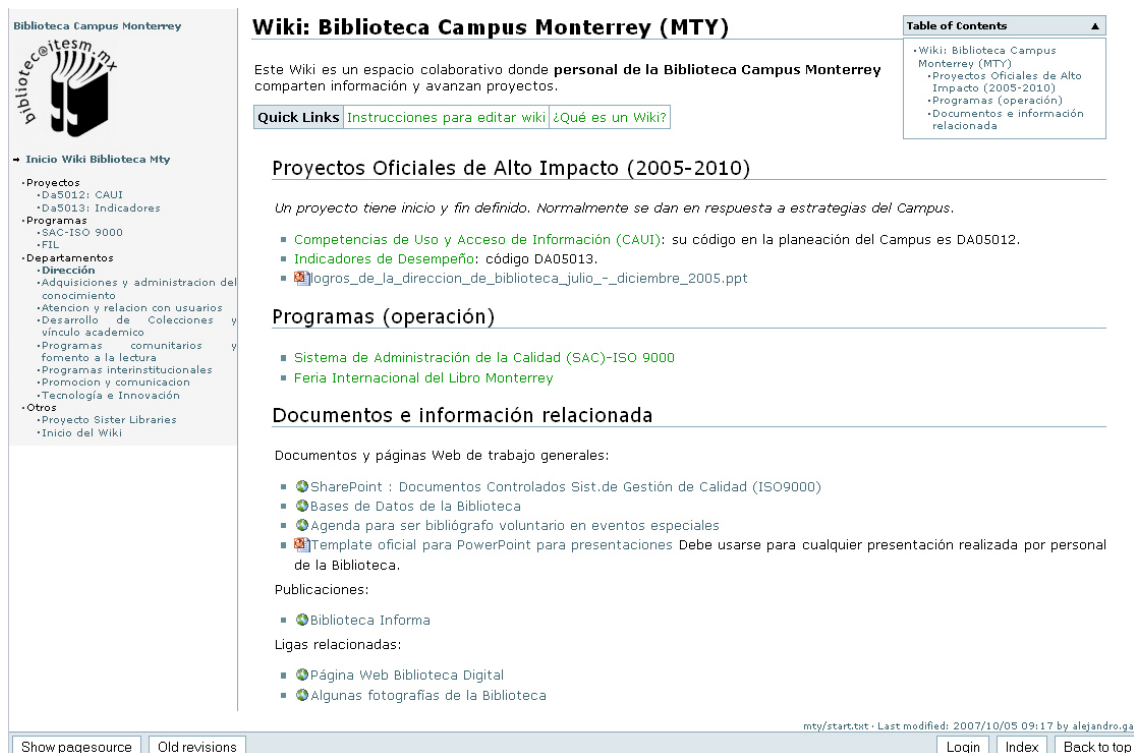 Biblioteca Campus Monterrey
bibliotec@itesm.mx
Inicio Wiki Biblioteca Mty
Proyectos
Da5012: CAUI
Da5013: Indicadores
Programas
SAC-ISO 9000
FIL
Departamentos
Dirección
Adquisiciones y administracion del
conocimiento
Atencion y relacion con usuarios
Desarrollo de Colecciones y
vínculo academico
Programas comunitarios y
fomento a la lectura
Programas interinstitucionales
Promocion y comunicacion
Tecnología e Innovación
Otros
Proyecto Sister Libraries
Inicio del Wiki
Wiki: Biblioteca Campus Monterrey (MTY)
Este Wiki es un espacio colaborativo donde personal de la Biblioteca Campus Monterrey
comparten información y avanzan proyectos.
Quick Links Instrucciones para editar wiki ¿Qué es un Wiki?
Table of Contents
Wiki: Biblioteca Campus
Monterrey (MTY)
Proyectos Oficiales de Alto
Impacto (2005-2010)
Programas (operación)
Documentos e información
relacionada
Proyectos Oficiales de Alto Impacto (2005-2010)
Un proyecto tiene inicio y fin definido. Normalmente se dan en respuesta a estrategias del Campus.
Competencias de Uso y Acceso de Información (CAUI): su código en la planeación del Campus es DA05012.
Indicadores de Desempeño: código DA05013.
logros_de_la_direccion_de_biblioteca_julio_-_diciembre_2005.ppt
Programas (operación)
Sistema de Administración de la Calidad (SAC)-ISO 9000
Feria Internacional del Libro Monterrey
Documentos e información relacionada
Documentos y páginas Web de trabajo generales:
SharePoint : Documentos Controlados Sist.de Gestión de Calidad (ISO9000)
Bases de Datos de la Biblioteca
Agenda para ser bibliógrafo voluntario en eventos especiales
Template oficial para PowerPoint para presentaciones Debe usarse para cualquier presentación realizada por personal
de la Biblioteca.
Publicaciones:
Biblioteca Informa
Ligas relacionadas:
Página Web Biblioteca Digital
Algunas fotografías de la Biblioteca
mty/start.txt · Last modified: 2007/10/05 09:17 by alejandro.ga
Show pagesource Old revisions Login Index Back to top